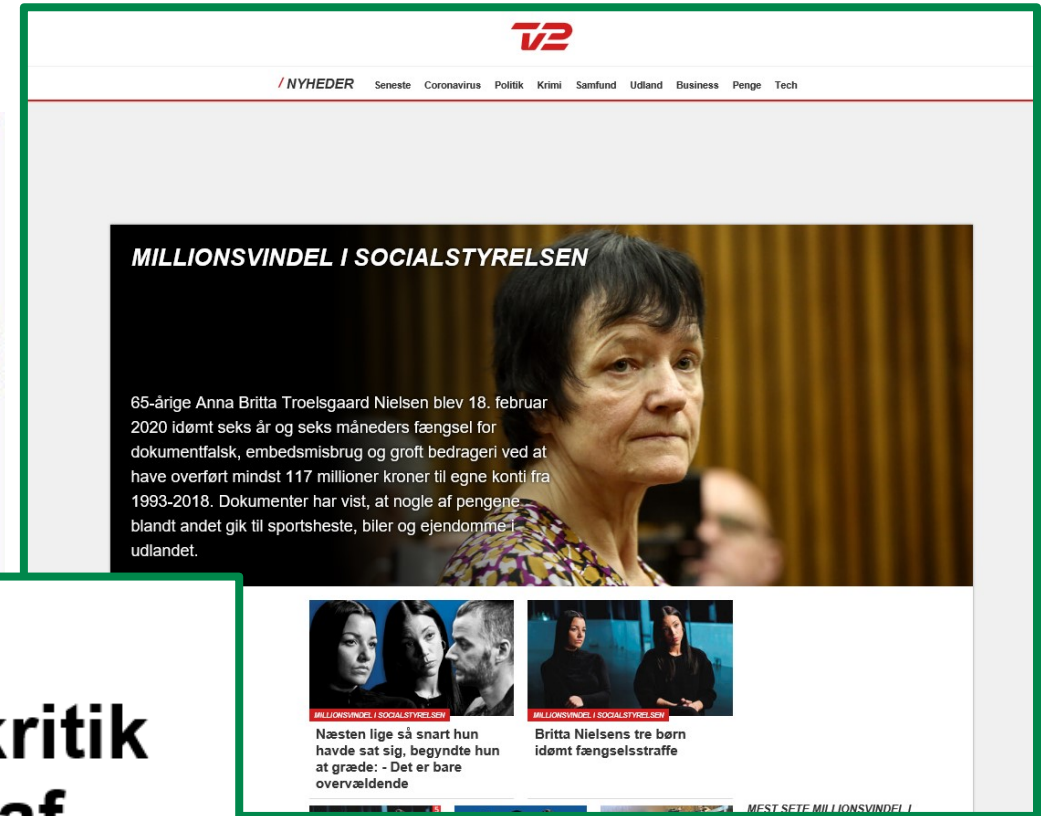 TV2
/ NYHEDER Seneste Coronavirus Politik Krimi Samfund Udland Business Penge Tech
MILLIONSVINDEL I SOCIALSTYRELSEN
65-årige Anna Britta Troelsgaard Nielsen blev 18. februar
2020 idømt seks år og seks måneders fængsel for
dokumentfalsk, embedsmisbrug og groft bedrageri ved at
have overført mindst 117 millioner kroner til egne konti fra
1993-2018. Dokumenter har vist, at nogle af pengene
blandt andet gik til sportsheste, biler og ejendomme i
udlandet.
MILLIONSVINDEL I SOCIALSTYRELSEN
Næsten lige så snart hun
havde sat sig, begyndte hun
at græde: - Det er bare
overvældende
MILLIONSVINDEL I SOCIALSTYRELSEN
Britta Nielsens tre børn
idømt fængselsstraffe
MEST SETE MILLIONSVINDEL I
kritik
af